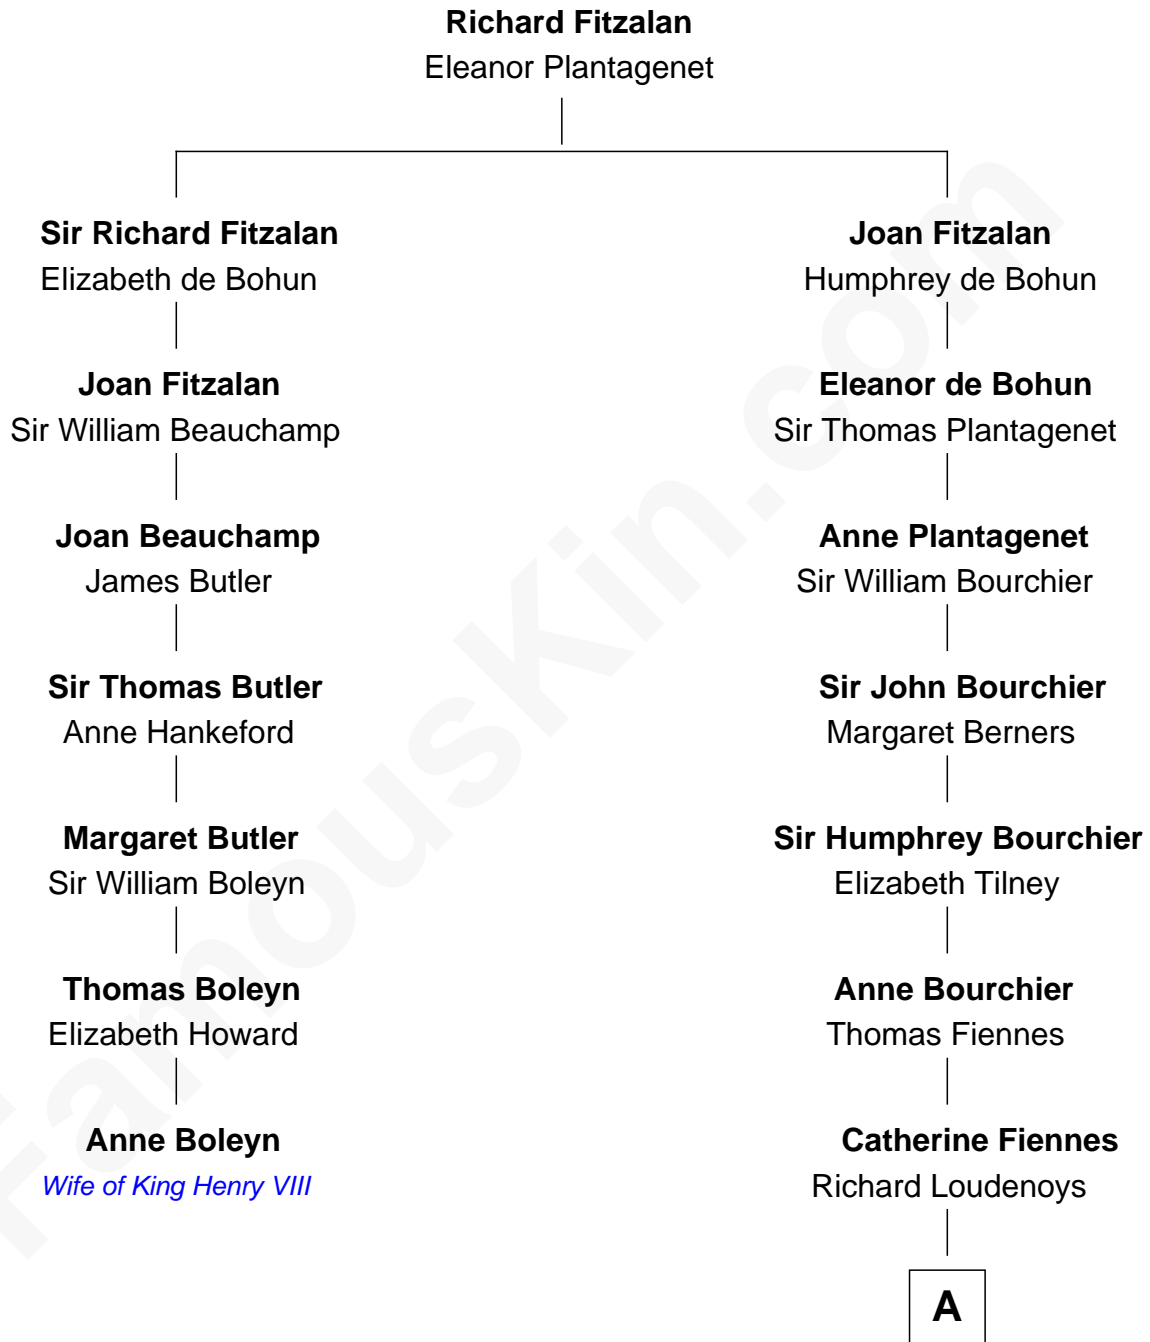 Richard Fitzalan
Eleanor Plantagenet
Sir Richard Fitzalan
Elizabeth de Bohun
Joan Fitzalan
Sir William Beauchamp
Joan Beauchamp
James Butler
Sir Thomas Butler
Anne Hankeford
Margaret Butler
Sir William Boleyn
Thomas Boleyn
Elizabeth Howard
Anne Boleyn
Wife of King Henry VIII
Joan Fitzalan
Humphrey de Bohun
Eleanor de Bohun
Sir Thomas Plantagenet
Anne Plantagenet
Sir William Bourchier
Sir John Bourchier
Margaret Berners
Sir Humphrey Bourchier
Elizabeth Tilney
Anne Bourchier
Thomas Fiennes
Catherine Fiennes
Richard Loudenoys
A
FamousKin.com